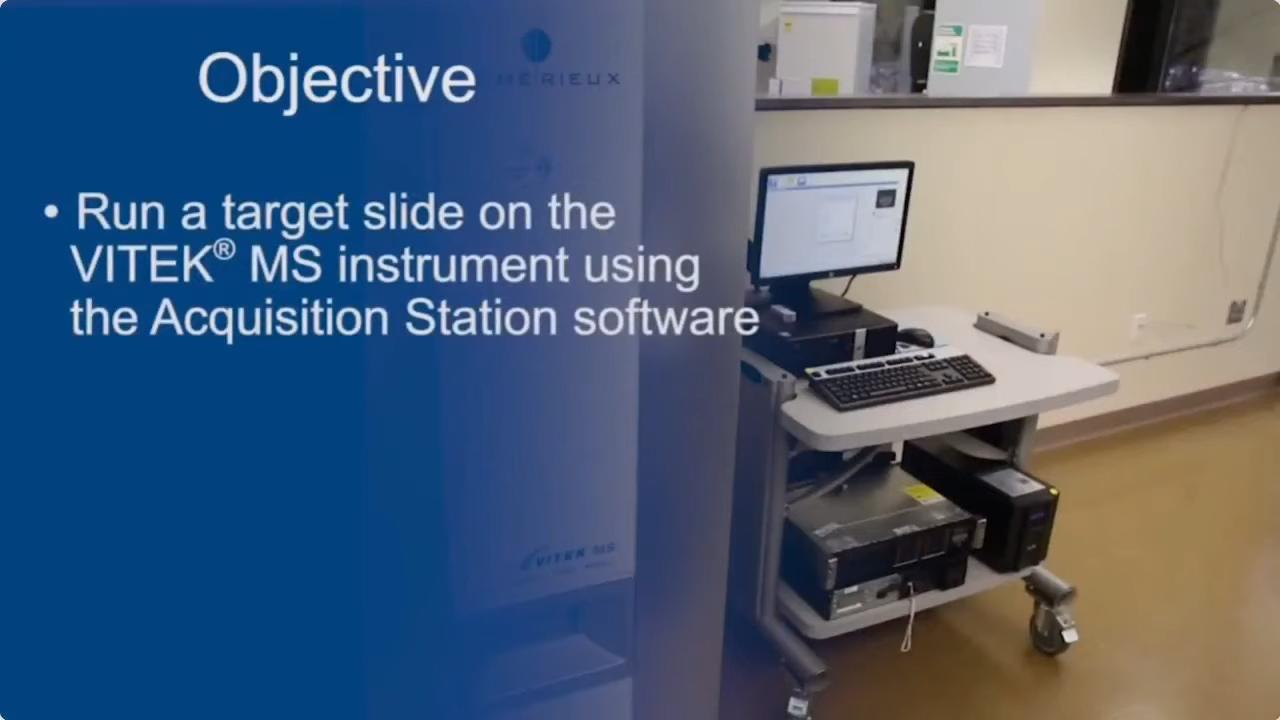 Objective
MÉRIEUX
• Run a target slide on the
VITEK® MS instrument using
the Acquisition Station software
VITEK MS